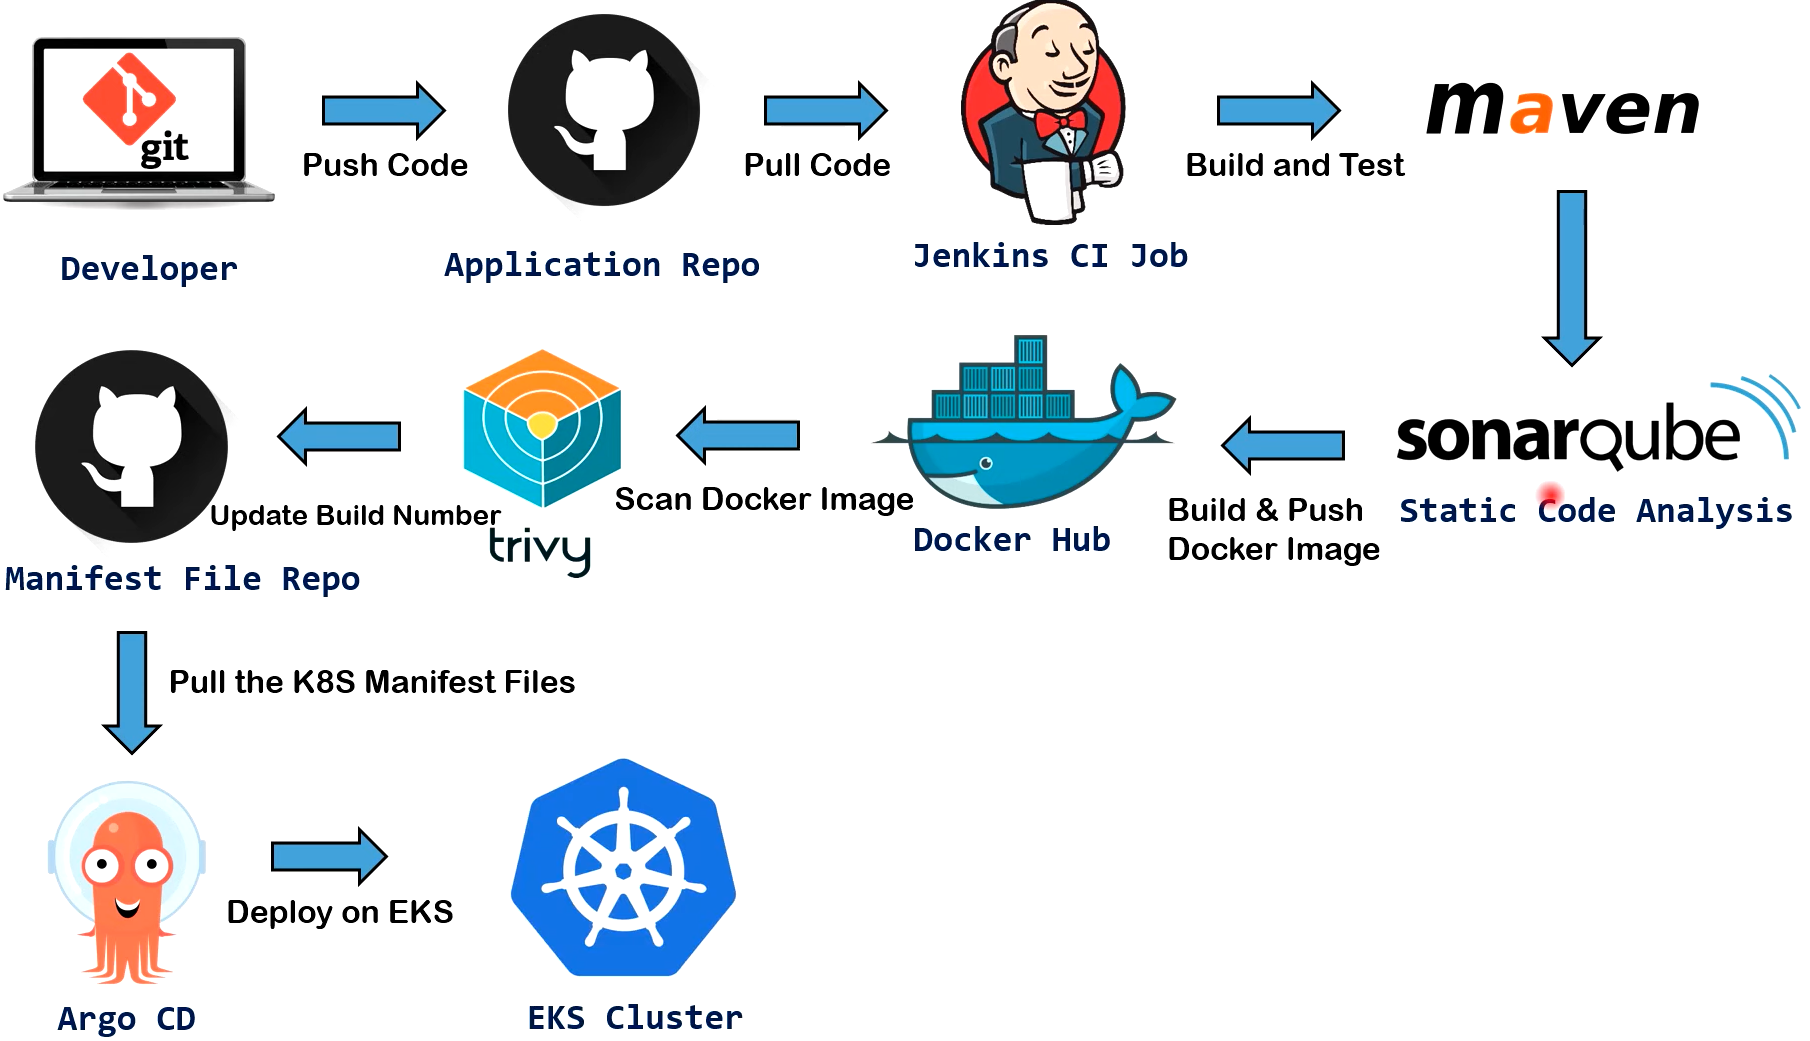 git
Push Code
Pull Code
Build and Test
maven
Developer
Application Repo
Jenkins CI Job
sonarqube
Static Code Analysis
Build & Push
Docker Image
Docker Hub
Scan Docker Image
trivy
Update Build Number
Manifest File Repo
Pull the K8S Manifest Files
Deploy on EKS
Argo CD
EKS Cluster